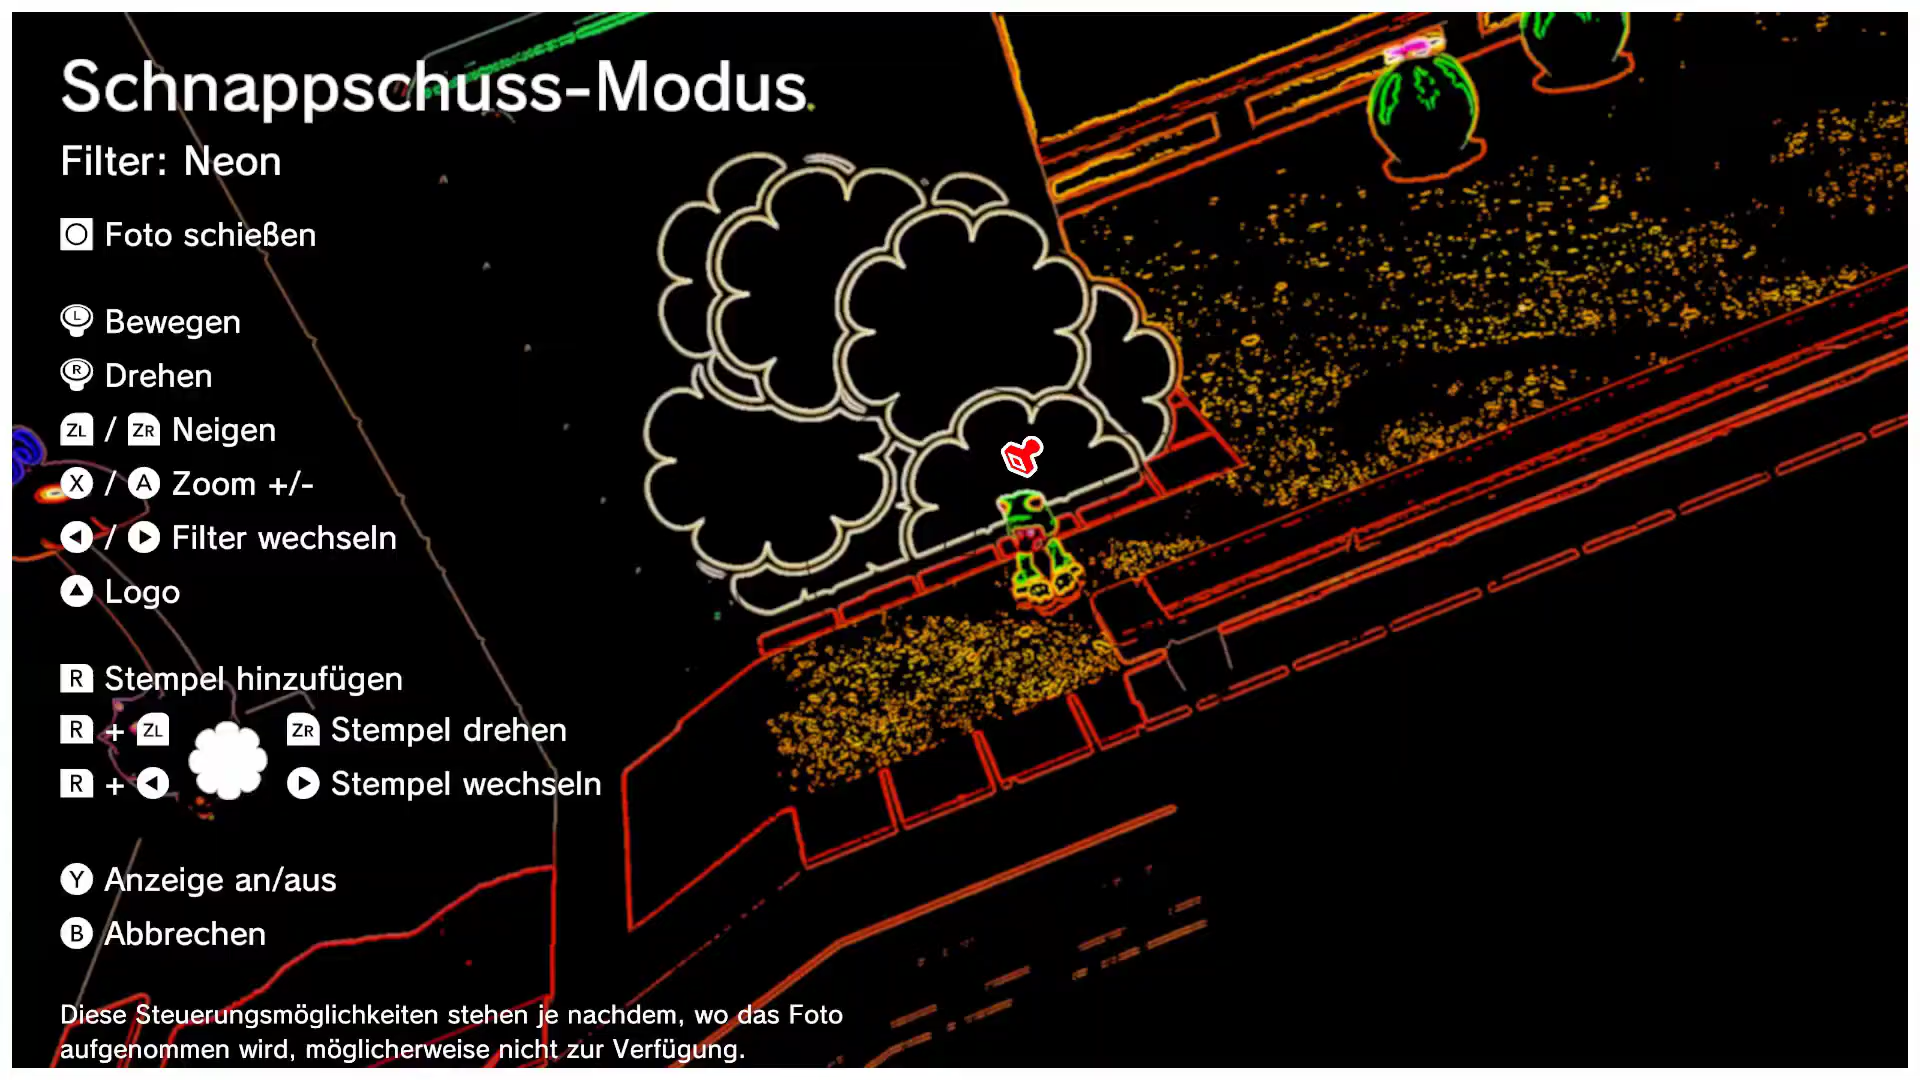 Schnappschuss-Modus
Filter: Neon
Foto schießen
L Bewegen
R Drehen
ZL / ZR Neigen
X / A Zoom +/-
/ Filter wechseln
Logo
R Stempel hinzufügen
R + ZL ZR Stempel drehen
R + Stempel wechseln
Y Anzeige an/aus
B Abbrechen
Diese Steuerungsmöglichkeiten stehen je nachdem, wo das Foto
aufgenommen wird, möglicherweise nicht zur Verfügung.